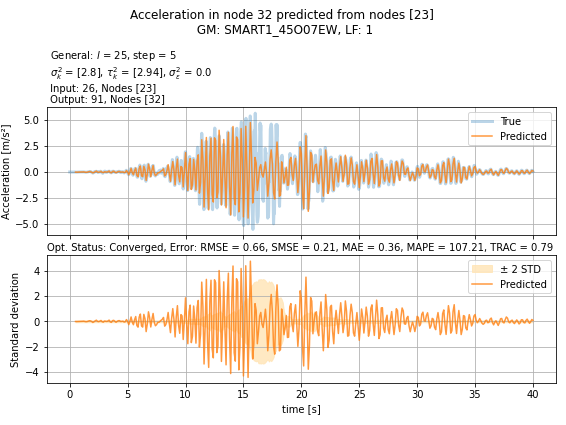 Acceleration in node 32 predicted from nodes [23]
GM: SMART1_45O07EW, LF: 1
General: l = 25, step = 5
σ²ₖ = [2.8], τ²ₖ = [2.94], σ²ε = 0.0
Input: 26, Nodes [23]
Output: 91, Nodes [32]
Acceleration [m/s²]
5.0
2.5
0.0
−2.5
−5.0
True
Predicted
Opt. Status: Converged, Error: RMSE = 0.66, SMSE = 0.21, MAE = 0.36, MAPE = 107.21, TRAC = 0.79
Standard deviation
4
2
0
−2
−4
± 2 STD
Predicted
0 5 10 15 20 25 30 35 40
time [s]